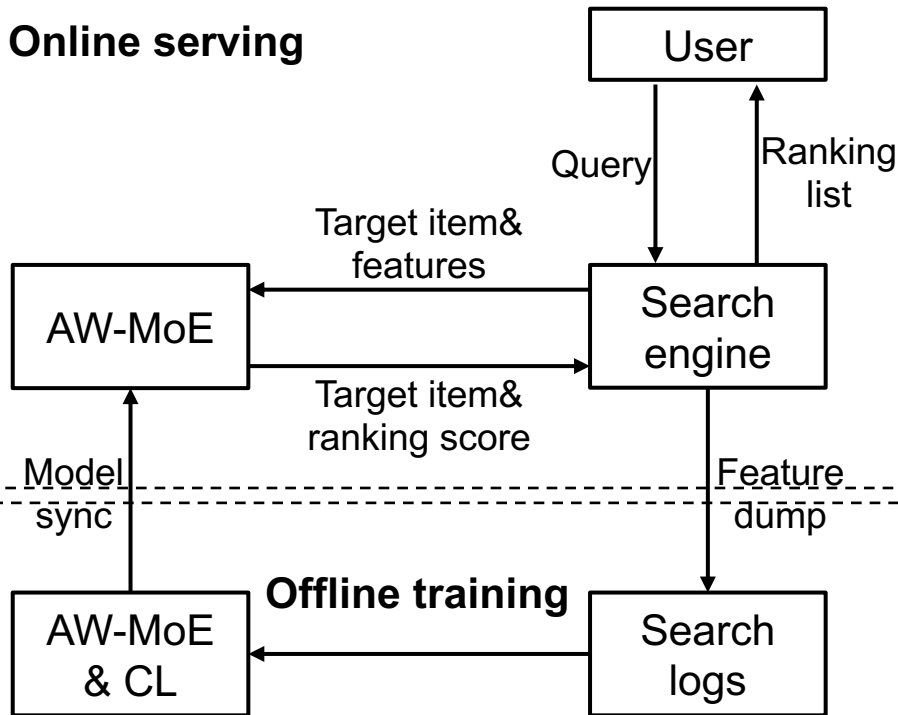 Online serving
User
Query
Ranking
list
Target item&
features
AW-MoE
Search
engine
Target item&
ranking score
Model
sync
Feature
dump
Offline training
AW-MoE
& CL
Search
logs